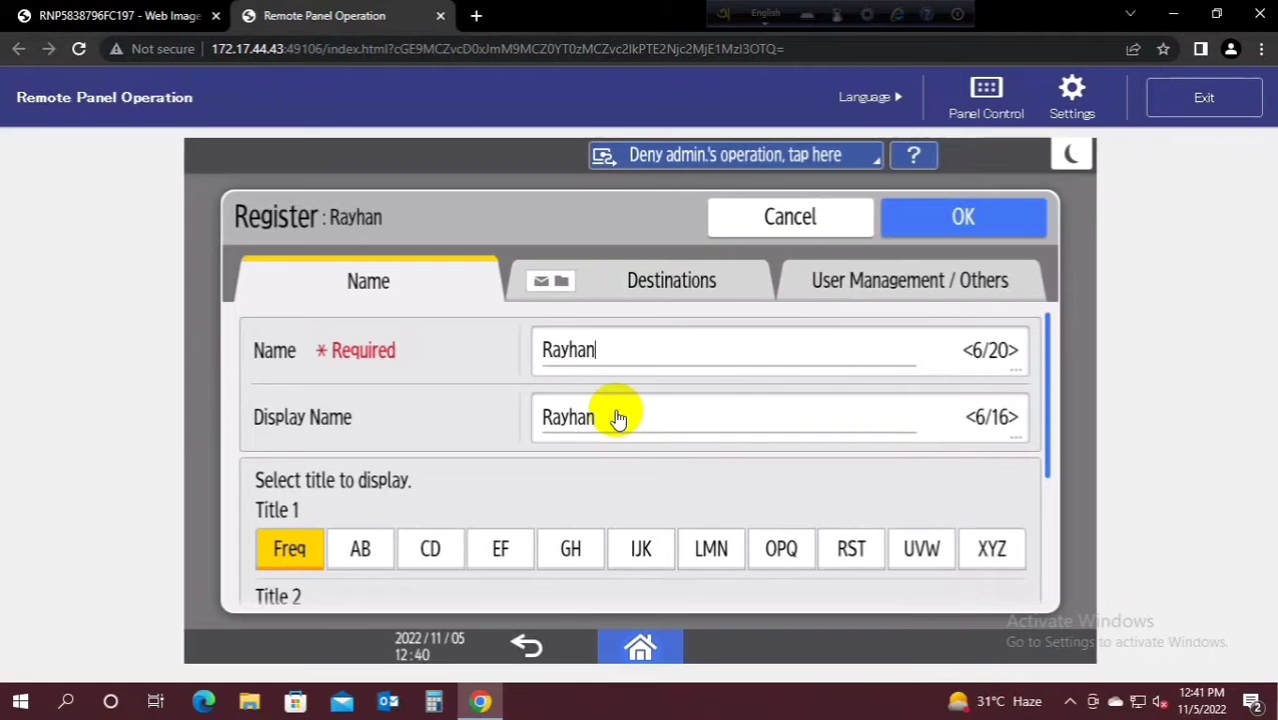 RNP5838796FC197 - Web Image
Remote Panel Operation
English
Not secure
172.17.44.43:49106/index.html?
Remote Panel Operation
Language
Panel Control
Settings
Exit
Deny admin.'s operation, tap here
?
Register : Rayhan
Cancel
OK
Name
Destinations
User Management / Others
Name * Required
Rayhan
<6/20>
Display Name
Rayhan
<6/16>
Select title to display.
Title 1
Freq AB CD EF GH IJK LMN OPQ RST UVW XYZ
Title 2
2022 / 11 / 05
12:40
Activate Windows
Go to Settings to activate Windows.
31°C Haze
12:41 PM
11/5/2022
2